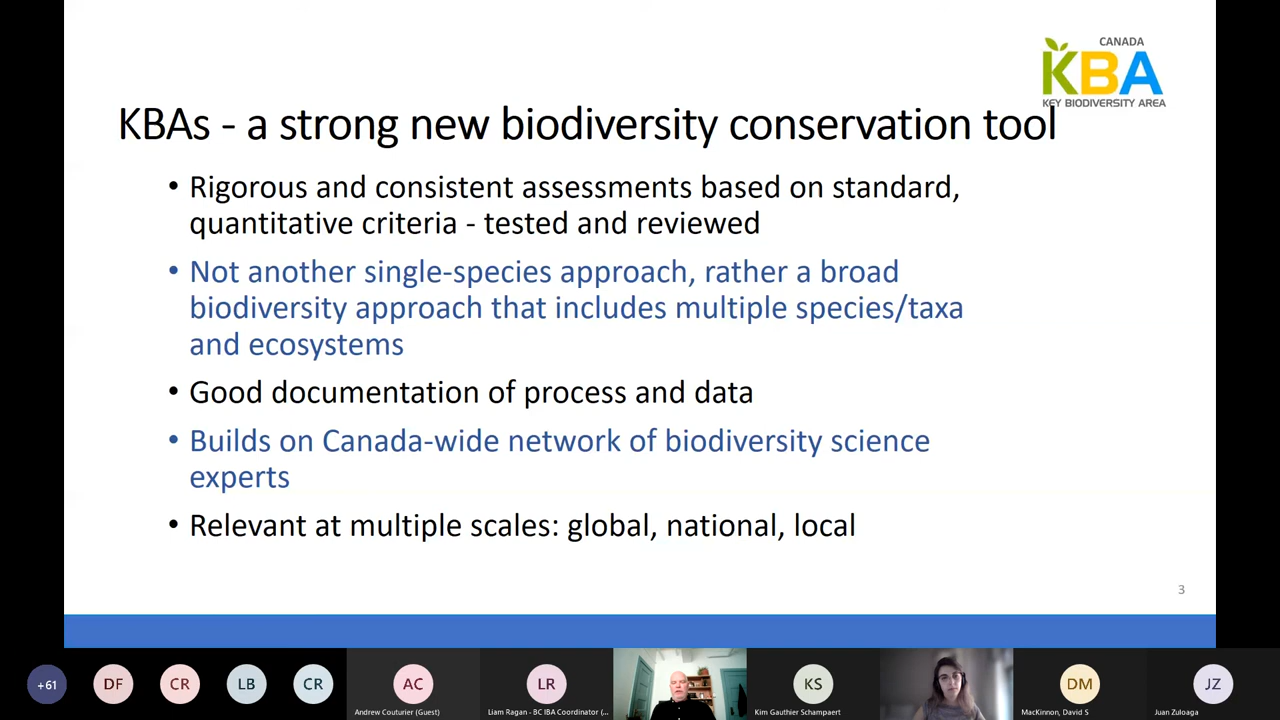 CANADA
KBA
KEY BIODIVERSITY AREA
KBAs - a strong new biodiversity conservation tool
• Rigorous and consistent assessments based on standard,
quantitative criteria - tested and reviewed
• Not another single-species approach, rather a broad
biodiversity approach that includes multiple species/taxa
and ecosystems
• Good documentation of process and data
• Builds on Canada-wide network of biodiversity science
experts
• Relevant at multiple scales: global, national, local
3
+61
DF
CR
LB
CR
AC
LR
KS
DM
JZ
Andrew Couturier (Guest)
Liam Ragan - BC IBA Coordinator (...
Kim Gauthier Schampaert
MacKinnon, David S
Juan Zuloaga